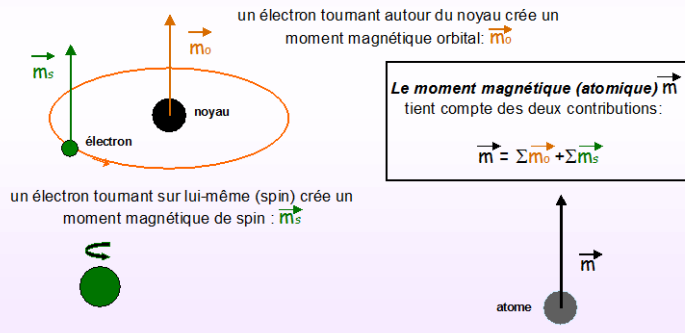 un électron tournant autour du noyau crée un
moment magnétique orbital: m₀
m₀
mₛ
noyau
électron
Le moment magnétique (atomique) m
tient compte des deux contributions:
m = Σm₀ +Σmₛ
un électron tournant sur lui-même (spin) crée un
moment magnétique de spin : mₛ
m
atome